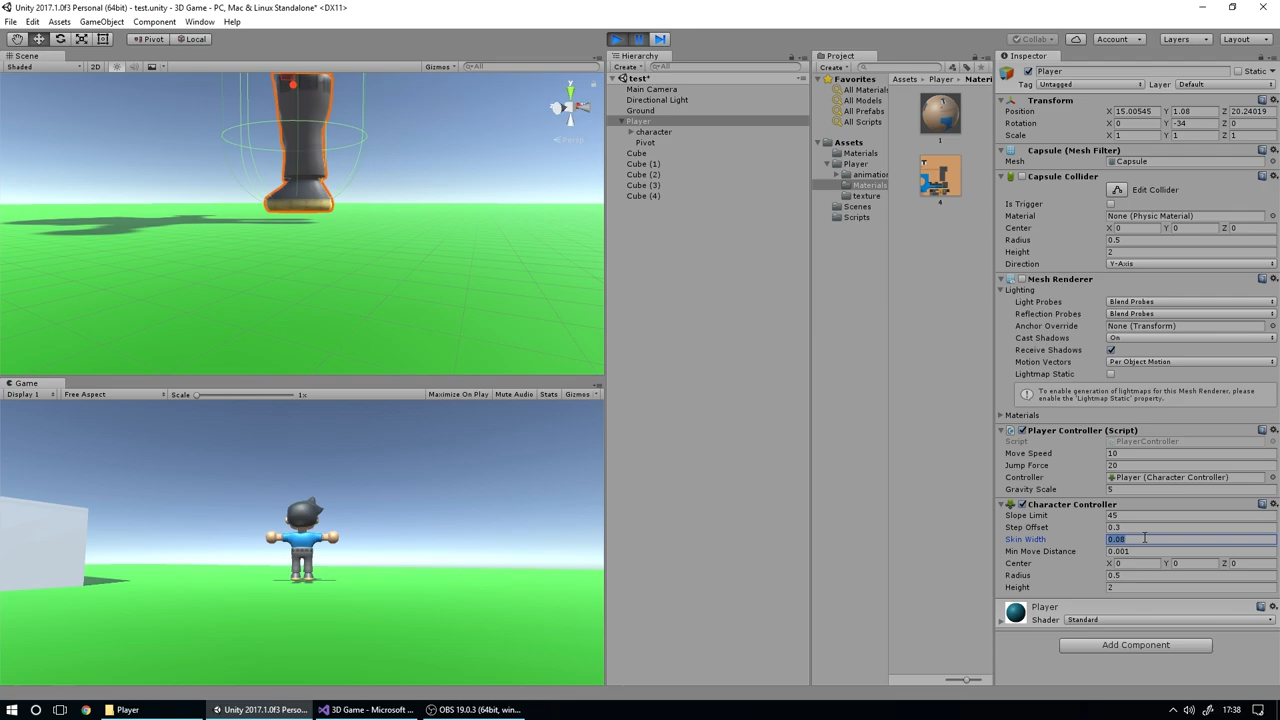 Unity 2017.1.0f3 Personal (64bit) - test.unity - 3D Game - PC, Mac & Linux Standalone* <DX11>
File Edit Assets GameObject Component Window Help
Pivot Local Collab Account Layers Layout
Scene
Shaded 2D Gizmos All
y
x
Persp
Game
Display 1 Free Aspect Scale 1x Maximize On Play Mute Audio Stats Gizmos
Hierarchy
Create All
test*
Main Camera
Directional Light
Ground
Player
character
Pivot
Cube
Cube (1)
Cube (2)
Cube (3)
Cube (4)
Project
Create
Favorites
All Materials
All Models
All Prefabs
All Scripts
Assets
Materials
Player
animation
Materials
texture
Scenes
Scripts
Assets Player Materi
1
4
Inspector
Player Static
Tag Untagged Layer Default
Transform
Position X 15.00545 Y 1.08 Z 20.24019
Rotation X 0 Y -34 Z 0
Scale X 1 Y 1 Z 1
Capsule (Mesh Filter)
Mesh Capsule
Capsule Collider
Edit Collider
Is Trigger
Material None (Physic Material)
Center X 0 Y 0 Z 0
Radius 0.5
Height 2
Direction Y-Axis
Mesh Renderer
Lighting
Light Probes Blend Probes
Reflection Probes Blend Probes
Anchor Override None (Transform)
Cast Shadows On
Receive Shadows
Motion Vectors Per Object Motion
Lightmap Static
To enable generation of lightmaps for this Mesh Renderer, please
enable the 'Lightmap Static' property.
Materials
Player Controller (Script)
Script PlayerController
Move Speed 10
Jump Force 20
Controller Player (Character Controller)
Gravity Scale 5
Character Controller
Slope Limit 45
Step Offset 0.3
Skin Width 0.08
Min Move Distance 0.001
Center X 0 Y 0 Z 0
Radius 0.5
Height 2
Player
Shader Standard
Add Component
Player Unity 2017.1.0f3 Perso... 3D Game - Microsoft ... OBS 19.0.3 (64bit, win... 17:38